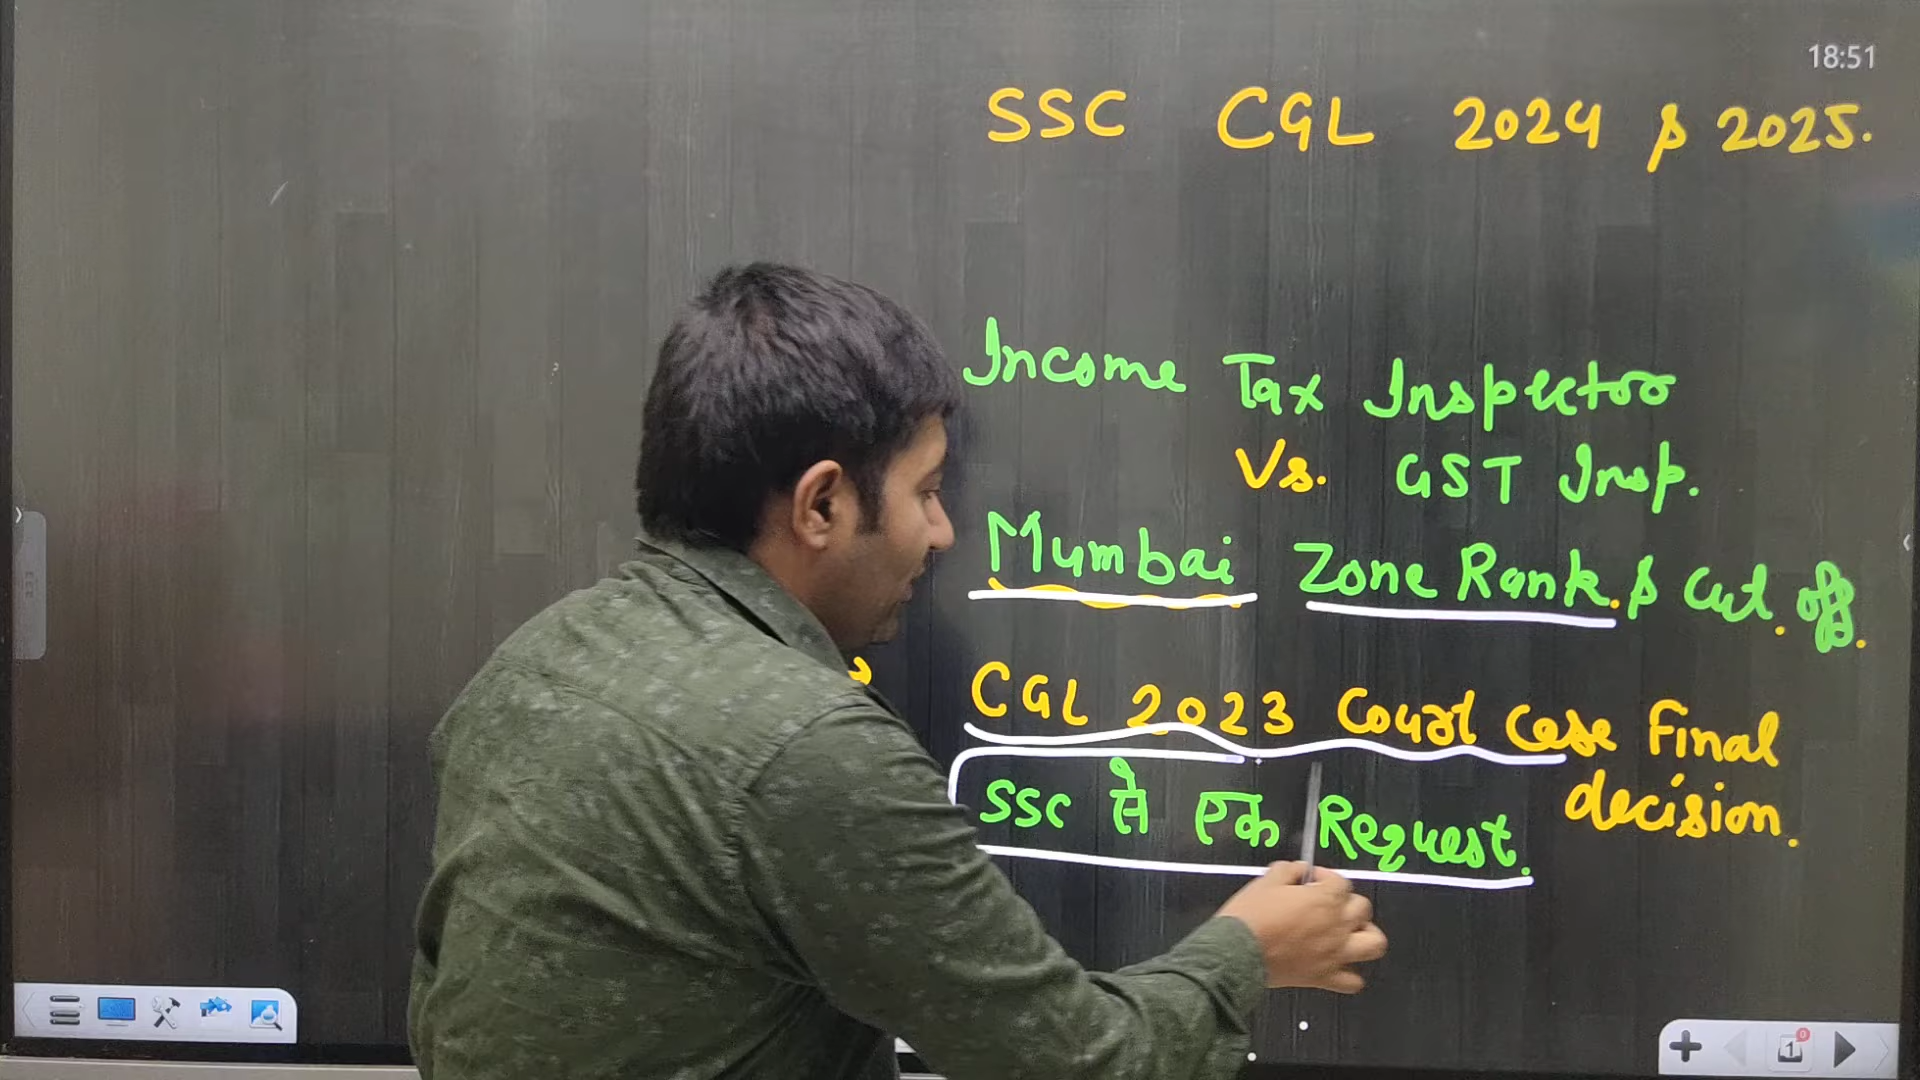 18:51
SSC CGL 2024 & 2025.
Income Tax Inspector
Vs. GST Insp.
Mumbai Zone Rank & Cut off.
CGL 2023 Court Case Final
decision.
SSC से एक Request.
1